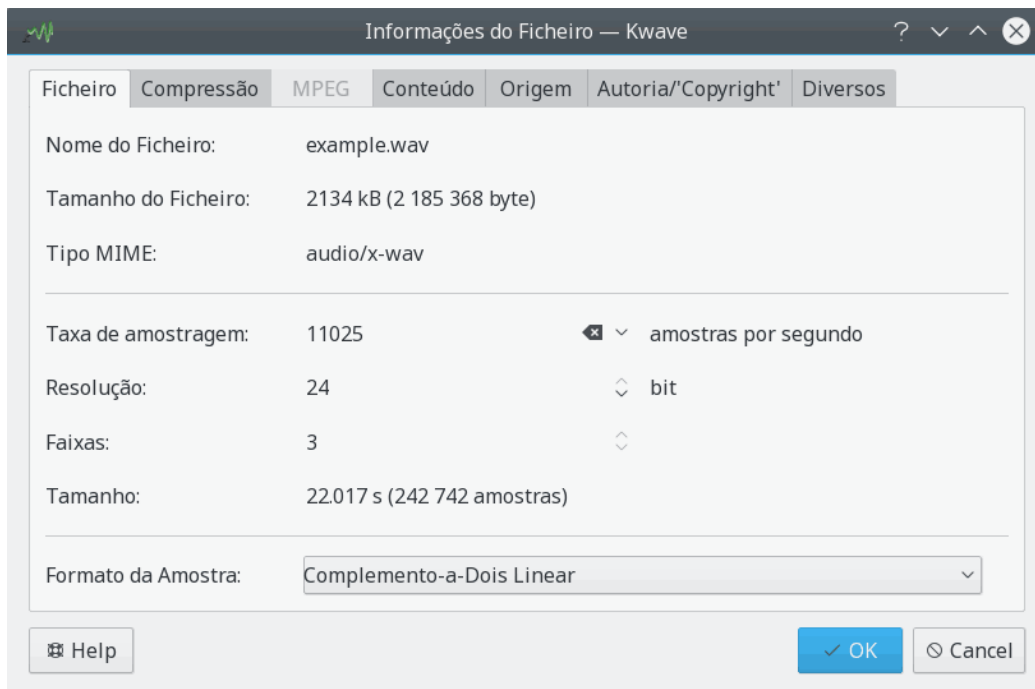 Informações do Ficheiro — Kwave
Ficheiro Compressão MPEG Conteúdo Origem Autoria/'Copyright' Diversos
Nome do Ficheiro: example.wav
Tamanho do Ficheiro: 2134 kB (2 185 368 byte)
Tipo MIME: audio/x-wav
Taxa de amostragem: 11025 amostras por segundo
Resolução: 24 bit
Faixas: 3
Tamanho: 22.017 s (242 742 amostras)
Formato da Amostra: Complemento-a-Dois Linear
Help OK Cancel